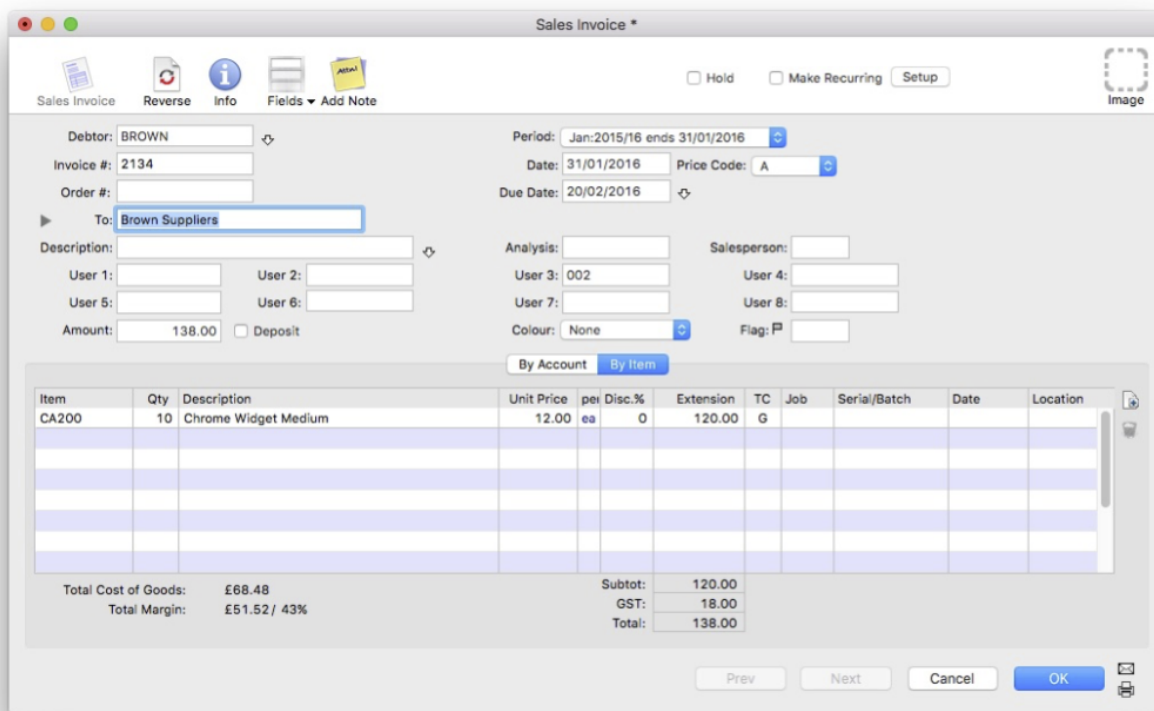 Sales Invoice *
Sales Invoice Reverse Info Fields Add Note Hold Make Recurring Setup Image
Debtor: BROWN Period: Jan:2015/16 ends 31/01/2016
Invoice #: 2134 Date: 31/01/2016 Price Code: A
Order #: Due Date: 20/02/2016
To: Brown Suppliers
Description: Analysis: Salesperson:
User 1: User 2: User 3: 002 User 4:
User 5: User 6: User 7: User 8:
Amount: 138.00 Deposit Colour: None Flag:
By Account By Item
Item Qty Description Unit Price per Disc.% Extension TC Job Serial/Batch Date Location
CA200 10 Chrome Widget Medium 12.00 ea 0 120.00 G
Total Cost of Goods: £68.48 Subtot: 120.00
Total Margin: £51.52/ 43% GST: 18.00
Total: 138.00
Prev Next Cancel OK